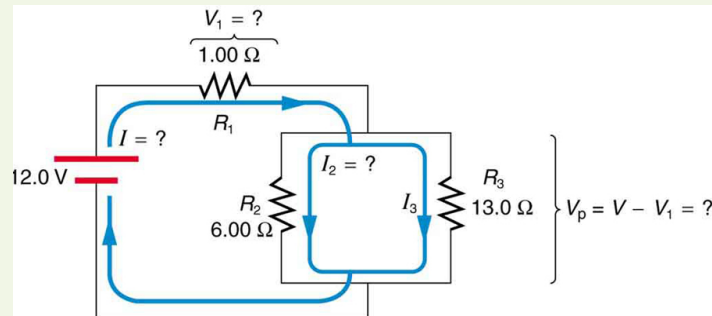 V₁ = ?
1.00 Ω
R₁
I = ?
12.0 V
I₂ = ?
R₂
6.00 Ω
I₃
R₃
13.0 Ω
Vₚ = V − V₁ = ?